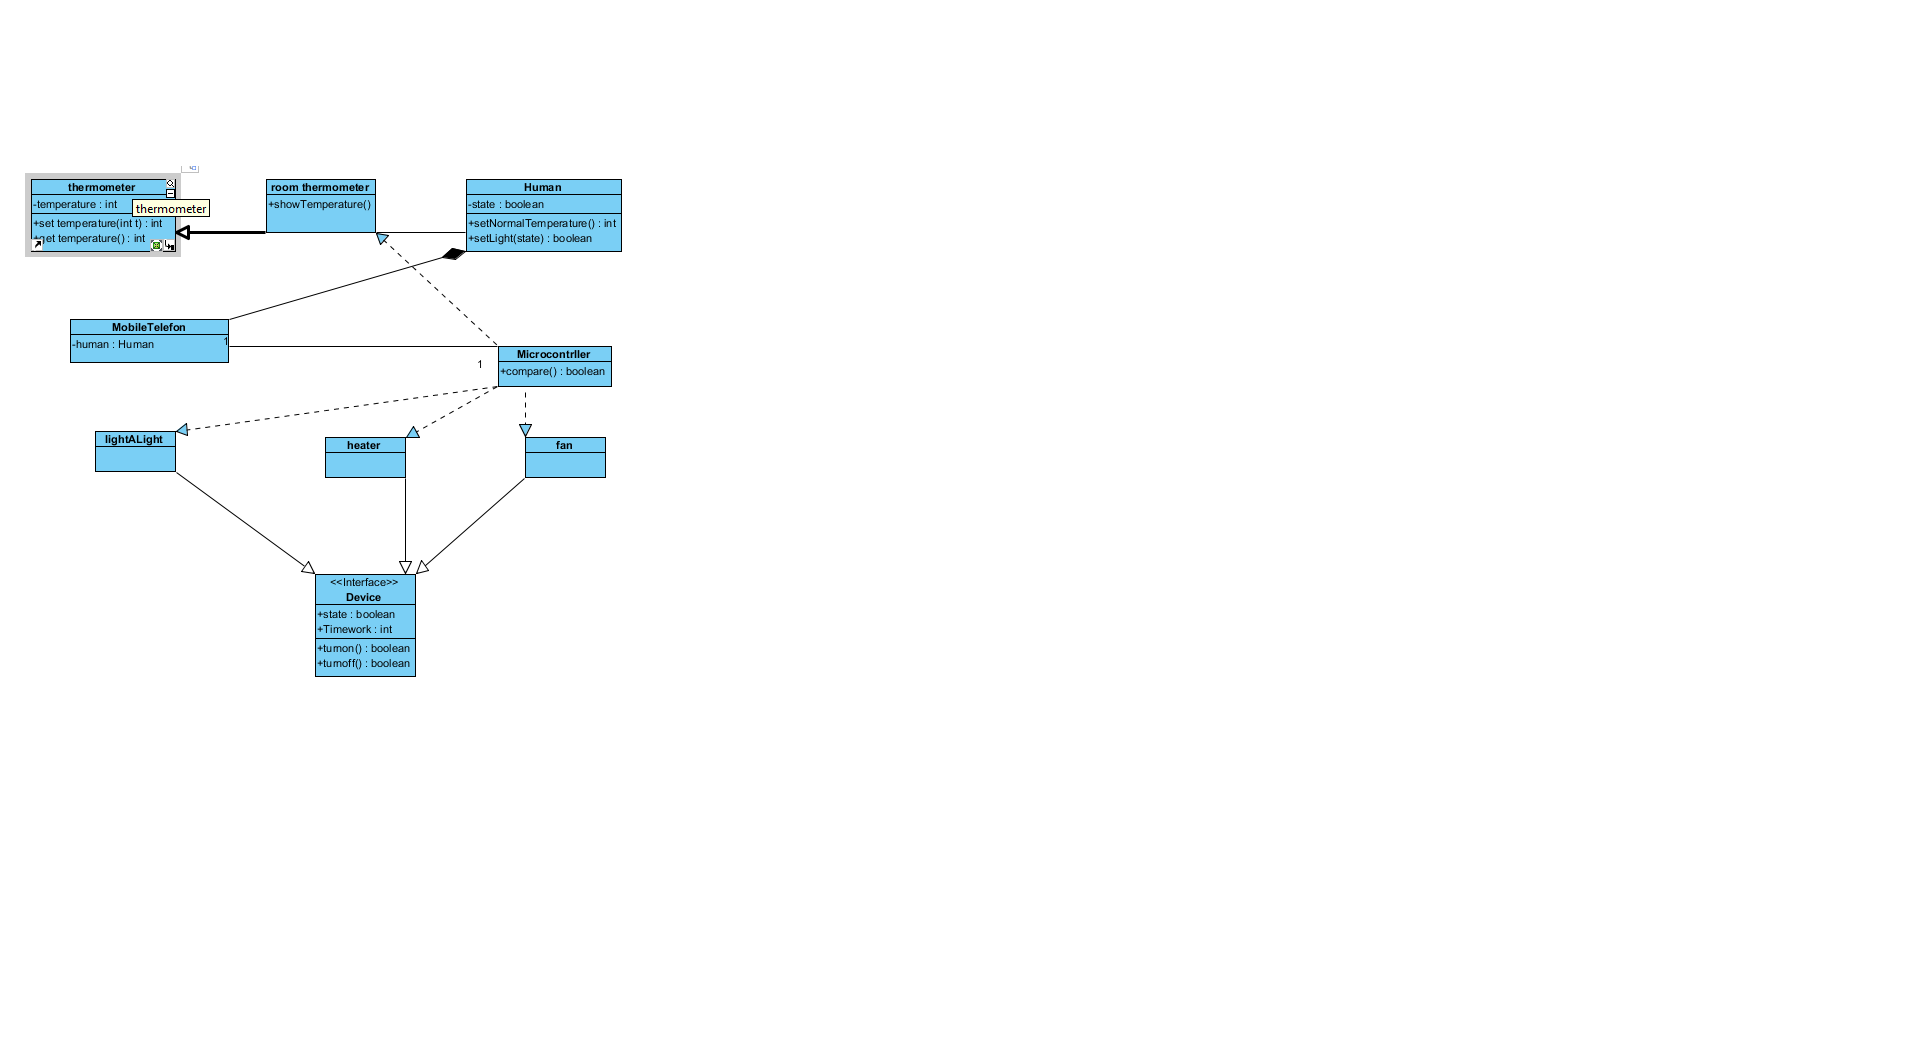 thermometer
-temperature : int
thermometer
+set temperature(int t) : int
+get temperature() : int
room thermometer
+showTemperature()
Human
-state : boolean
+setNormalTemperature() : int
+setLight(state) : boolean
MobileTelefon
-human : Human
1
1
Microcontrller
+compare() : boolean
lightALight
heater
fan
<<Interface>>
Device
+state : boolean
+Timework : int
+turnon() : boolean
+turnoff() : boolean